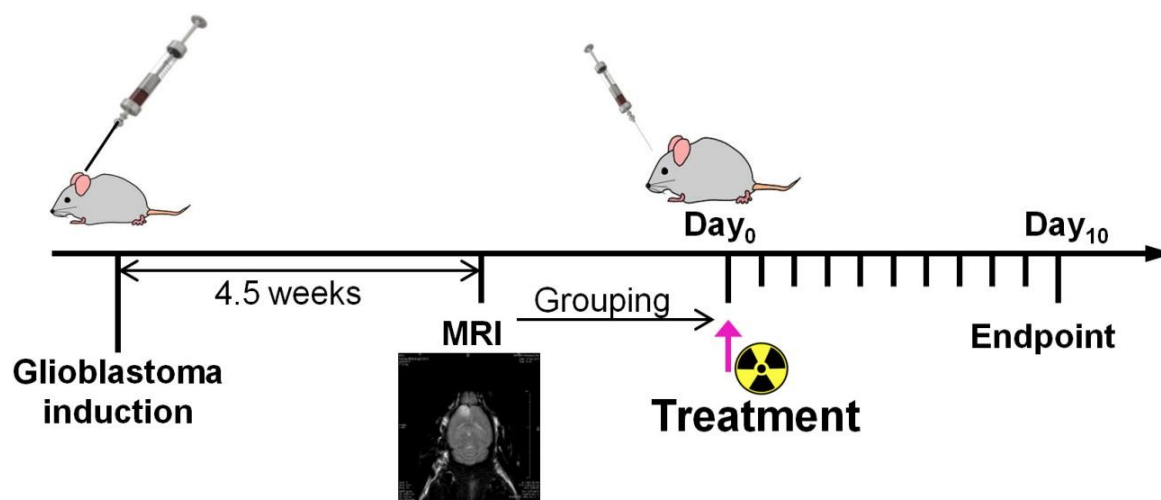 Day₀
Day₁₀
4.5 weeks
Grouping
MRI
Endpoint
Glioblastoma
induction
Treatment